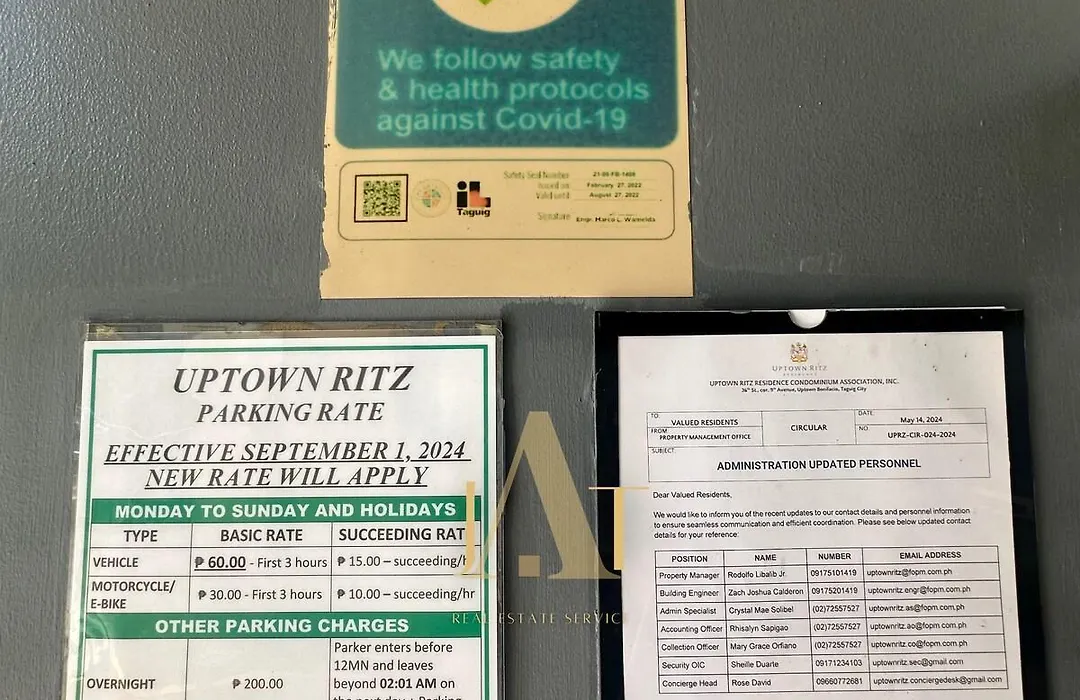 We follow safety
& health protocols
against Covid-19
Taguig
Safety Seal Number 21-05-FB-1406
Issued on February 27, 2022
Valid until August 27, 2022
Signature Engr. Marco L.
UPTOWN RITZ
PARKING RATE
EFFECTIVE SEPTEMBER 1, 2024
NEW RATE WILL APPLY
MONDAY TO SUNDAY AND HOLIDAYS
TYPE BASIC RATE SUCCEEDING RAT
VEHICLE ₱ 60.00 - First 3 hours ₱ 15.00 – succeeding/h
MOTORCYCLE/
E-BIKE ₱ 30.00 - First 3 hours ₱ 10.00 – succeeding/hr
OTHER PARKING CHARGES
OVERNIGHT ₱ 200.00
Parker enters before
12MN and leaves
beyond 02:01 AM on
UPTOWN RITZ
UPTOWN RITZ RESIDENCE CONDOMINIUM ASSOCIATION, INC.
36th St., cor. 9th Avenue, Uptown Bonifacio, Taguig City
TO: VALUED RESIDENTS
FROM: PROPERTY MANAGEMENT OFFICE
CIRCULAR
DATE: May 14, 2024
NO. UPRZ-CIR-024-2024
SUBJECT:
ADMINISTRATION UPDATED PERSONNEL
Dear Valued Residents,
We would like to inform you of the recent updates to our contact details and personnel information
to ensure seamless communication and efficient coordination. Please see below updated contact
details for your reference:
POSITION NAME NUMBER EMAIL ADDRESS
Property Manager Rodolfo Libalib Jr. 09175101419 uptownritz@fopm.com.ph
Building Engineer Zach Joshua Calderon 09175201419 uptownritz.engr@fopm.com.ph
Admin Specialist Crystal Mae Solibel (02)72557527 uptownritz.as@fopm.com.ph
Accounting Officer Rhisalyn Sapigao (02)72557527 uptownritz.ao@fopm.com.ph
Collection Officer Mary Grace Orfiano (02)72557527 uptownritz.co@fopm.com.ph
Security OIC Sheille Duarte 09171234103 uptownritz.sec@gmail.com
Concierge Head Rose David 09660772681 uptownritz.conciergedesk@gmail.com
IAT
REAL ESTATE SERVIC